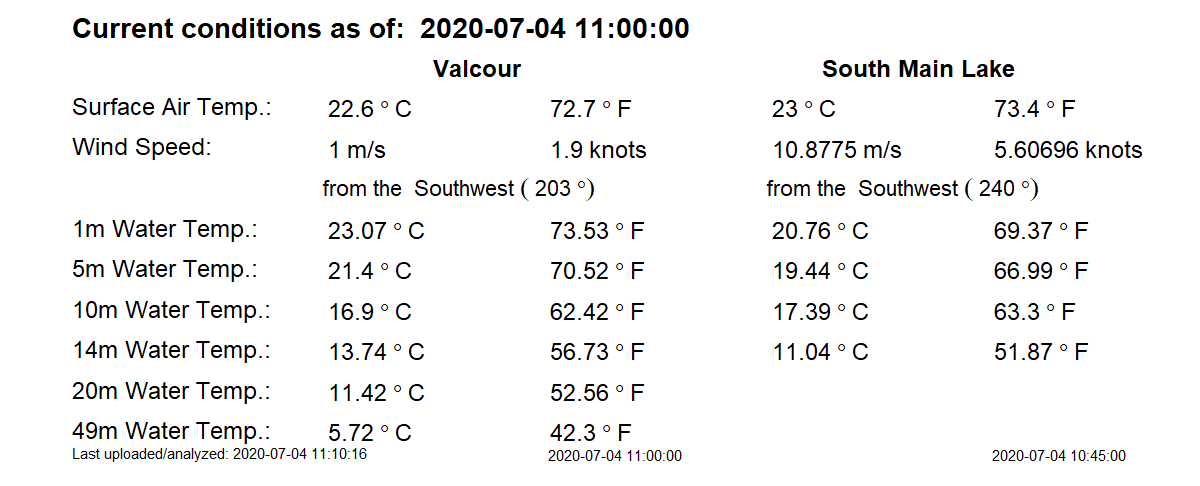 Current conditions as of: 2020-07-04 11:00:00
Valcour South Main Lake
Surface Air Temp.: 22.6 ° C 72.7 ° F 23 ° C 73.4 ° F
Wind Speed: 1 m/s 1.9 knots 10.8775 m/s 5.60696 knots
from the Southwest ( 203 °) from the Southwest ( 240 °)
1m Water Temp.: 23.07 ° C 73.53 ° F 20.76 ° C 69.37 ° F
5m Water Temp.: 21.4 ° C 70.52 ° F 19.44 ° C 66.99 ° F
10m Water Temp.: 16.9 ° C 62.42 ° F 17.39 ° C 63.3 ° F
14m Water Temp.: 13.74 ° C 56.73 ° F 11.04 ° C 51.87 ° F
20m Water Temp.: 11.42 ° C 52.56 ° F
49m Water Temp.: 5.72 ° C 42.3 ° F
Last uploaded/analyzed: 2020-07-04 11:10:16 2020-07-04 11:00:00 2020-07-04 10:45:00